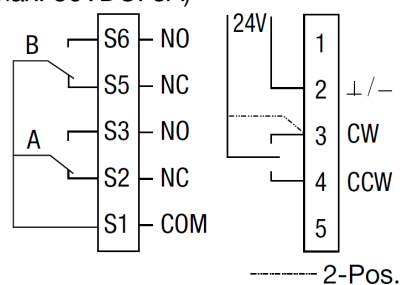 B
S6 NO
S5 NC
A
S3 NO
S2 NC
S1 COM
24V
1
2 ⊥/−
3 CW
4 CCW
5
2-Pos.